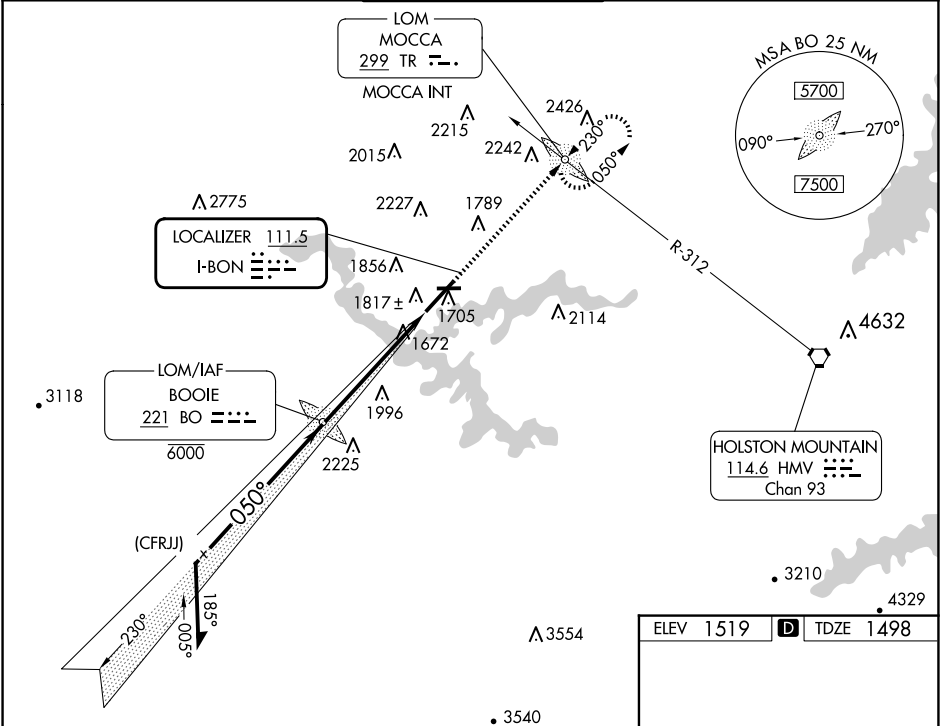 LOM
MOCCA
299 TR
MOCCA INT
MSA BO 25 NM
5700
090°
270°
7500
2426
2215
230°
050°
2242
2015
2775
2227
1789
LOCALIZER 111.5
I-BON
1856
R-312
1817 ±
1705
2114
4632
1672
LOM/IAF
BOOIE
221 BO
6000
3118
1996
2225
HOLSTON MOUNTAIN
114.6 HMV
Chan 93
050°
(CFRJJ)
185°
005°
230°
3210
4329
3554
ELEV 1519 D TDZE 1498
3540